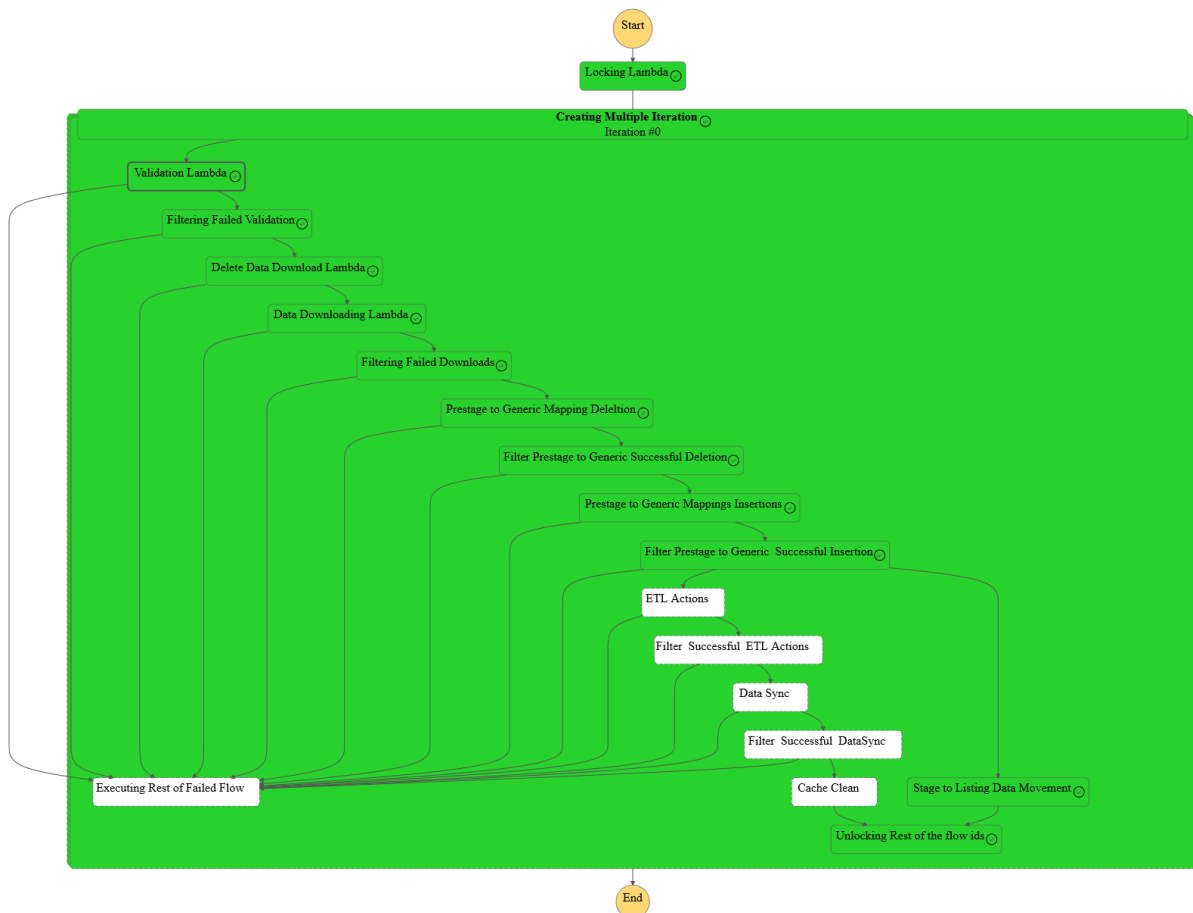 Start
Locking Lambda
Creating Multiple Iteration
Iteration #0
Validation Lambda
Filtering Failed Validation
Delete Data Download Lambda
Data Downloading Lambda
Filtering Failed Downloads
Prestage to Generic Mapping Deleltion
Filter Prestage to Generic Successful Deletion
Prestage to Generic Mappings Insertions
Filter Prestage to Generic  Successful Insertion
ETL Actions
Filter  Successful  ETL Actions
Data Sync
Filter  Successful  DataSync
Executing Rest of Failed Flow
Cache Clean
Stage to Listing Data Movement
Unlocking Rest of the flow ids
End